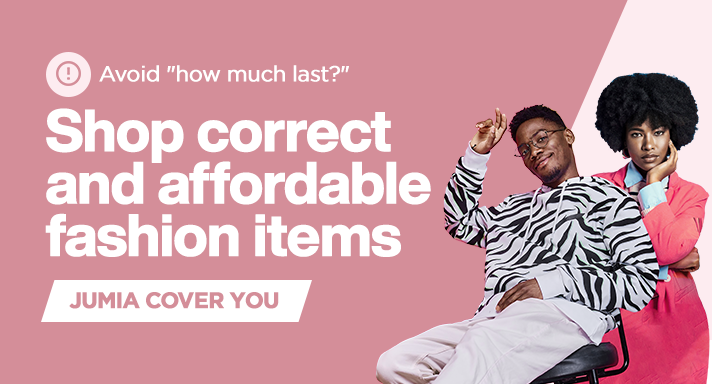 Avoid "how much last?"
Shop correct
and affordable
fashion items
JUMIA COVER YOU